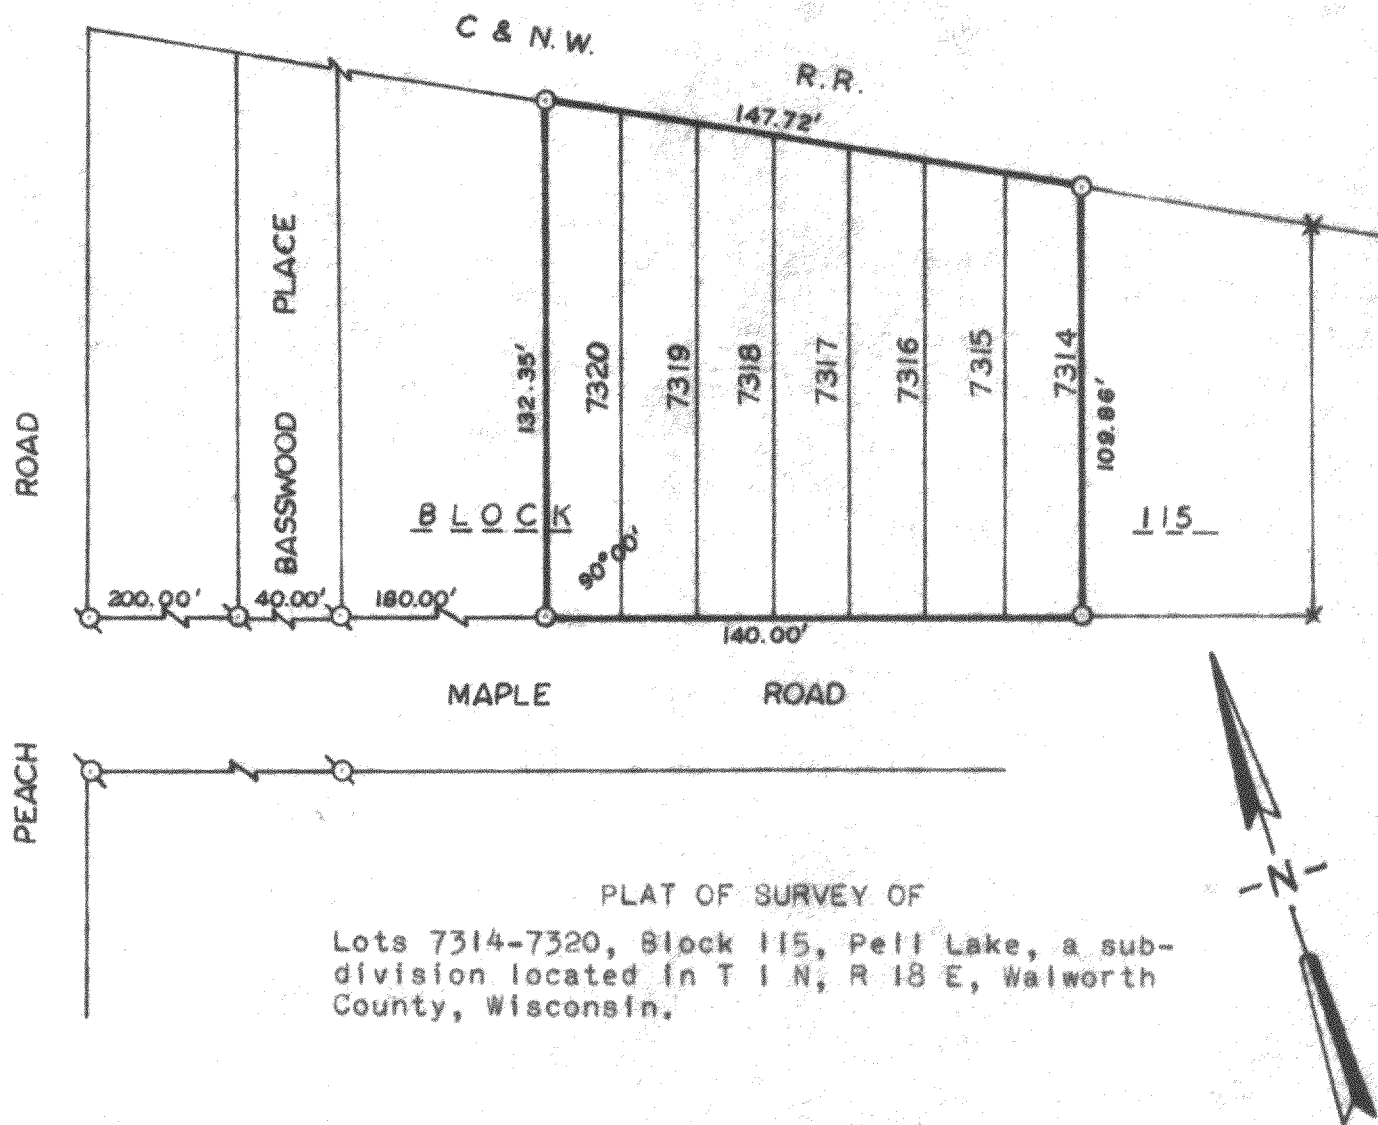 C & N.W.
R.R.
147.72'
BASSWOOD PLACE
132.35'
7320
7319
7318
7317
7316
7315
7314
109.86'
ROAD
BLOCK
115
90° 00'
200.00'
40.00'
180.00'
140.00'
MAPLE ROAD
PEACH
N
PLAT OF SURVEY OF
Lots 7314-7320, Block 115, Pell Lake, a sub-
division located in T 1 N, R 18 E, Walworth
County, Wisconsin.